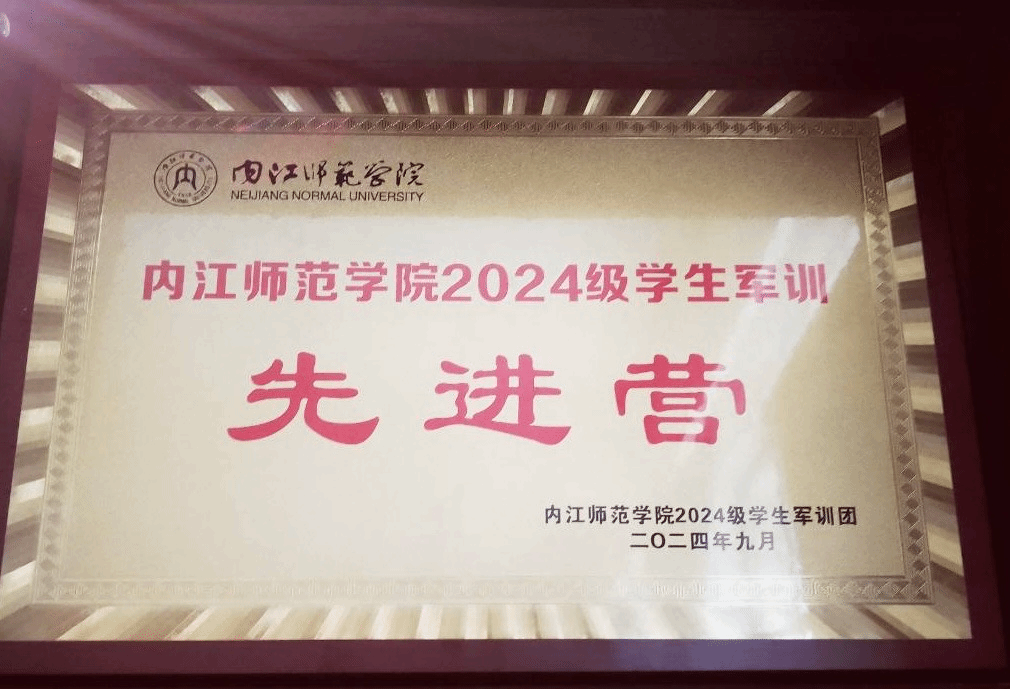 内江师范学院
NEIJIANG NORMAL UNIVERSITY
内江师范学院2024级学生军训
先进营
内江师范学院2024级学生军训团
二〇二四年九月